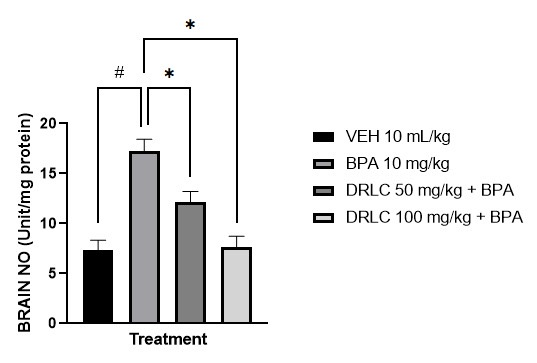 *
#
*
BRAIN NO (Unit/mg protein)
20
15
10
5
0
Treatment
VEH 10 mL/kg
BPA 10 mg/kg
DRLC 50 mg/kg + BPA
DRLC 100 mg/kg + BPA